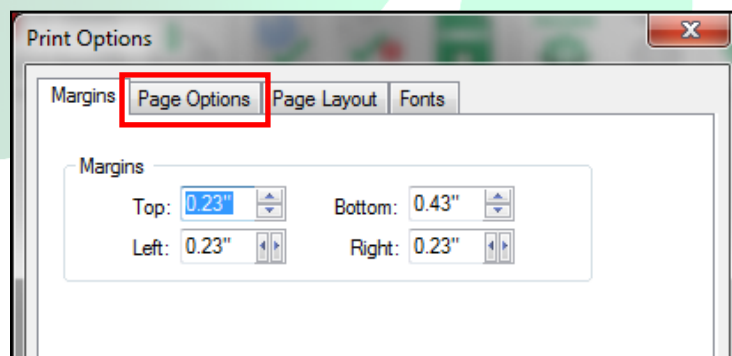 Print Options
Margins Page Options Page Layout Fonts
Margins
Top: 0.23" Bottom: 0.43"
Left: 0.23" Right: 0.23"